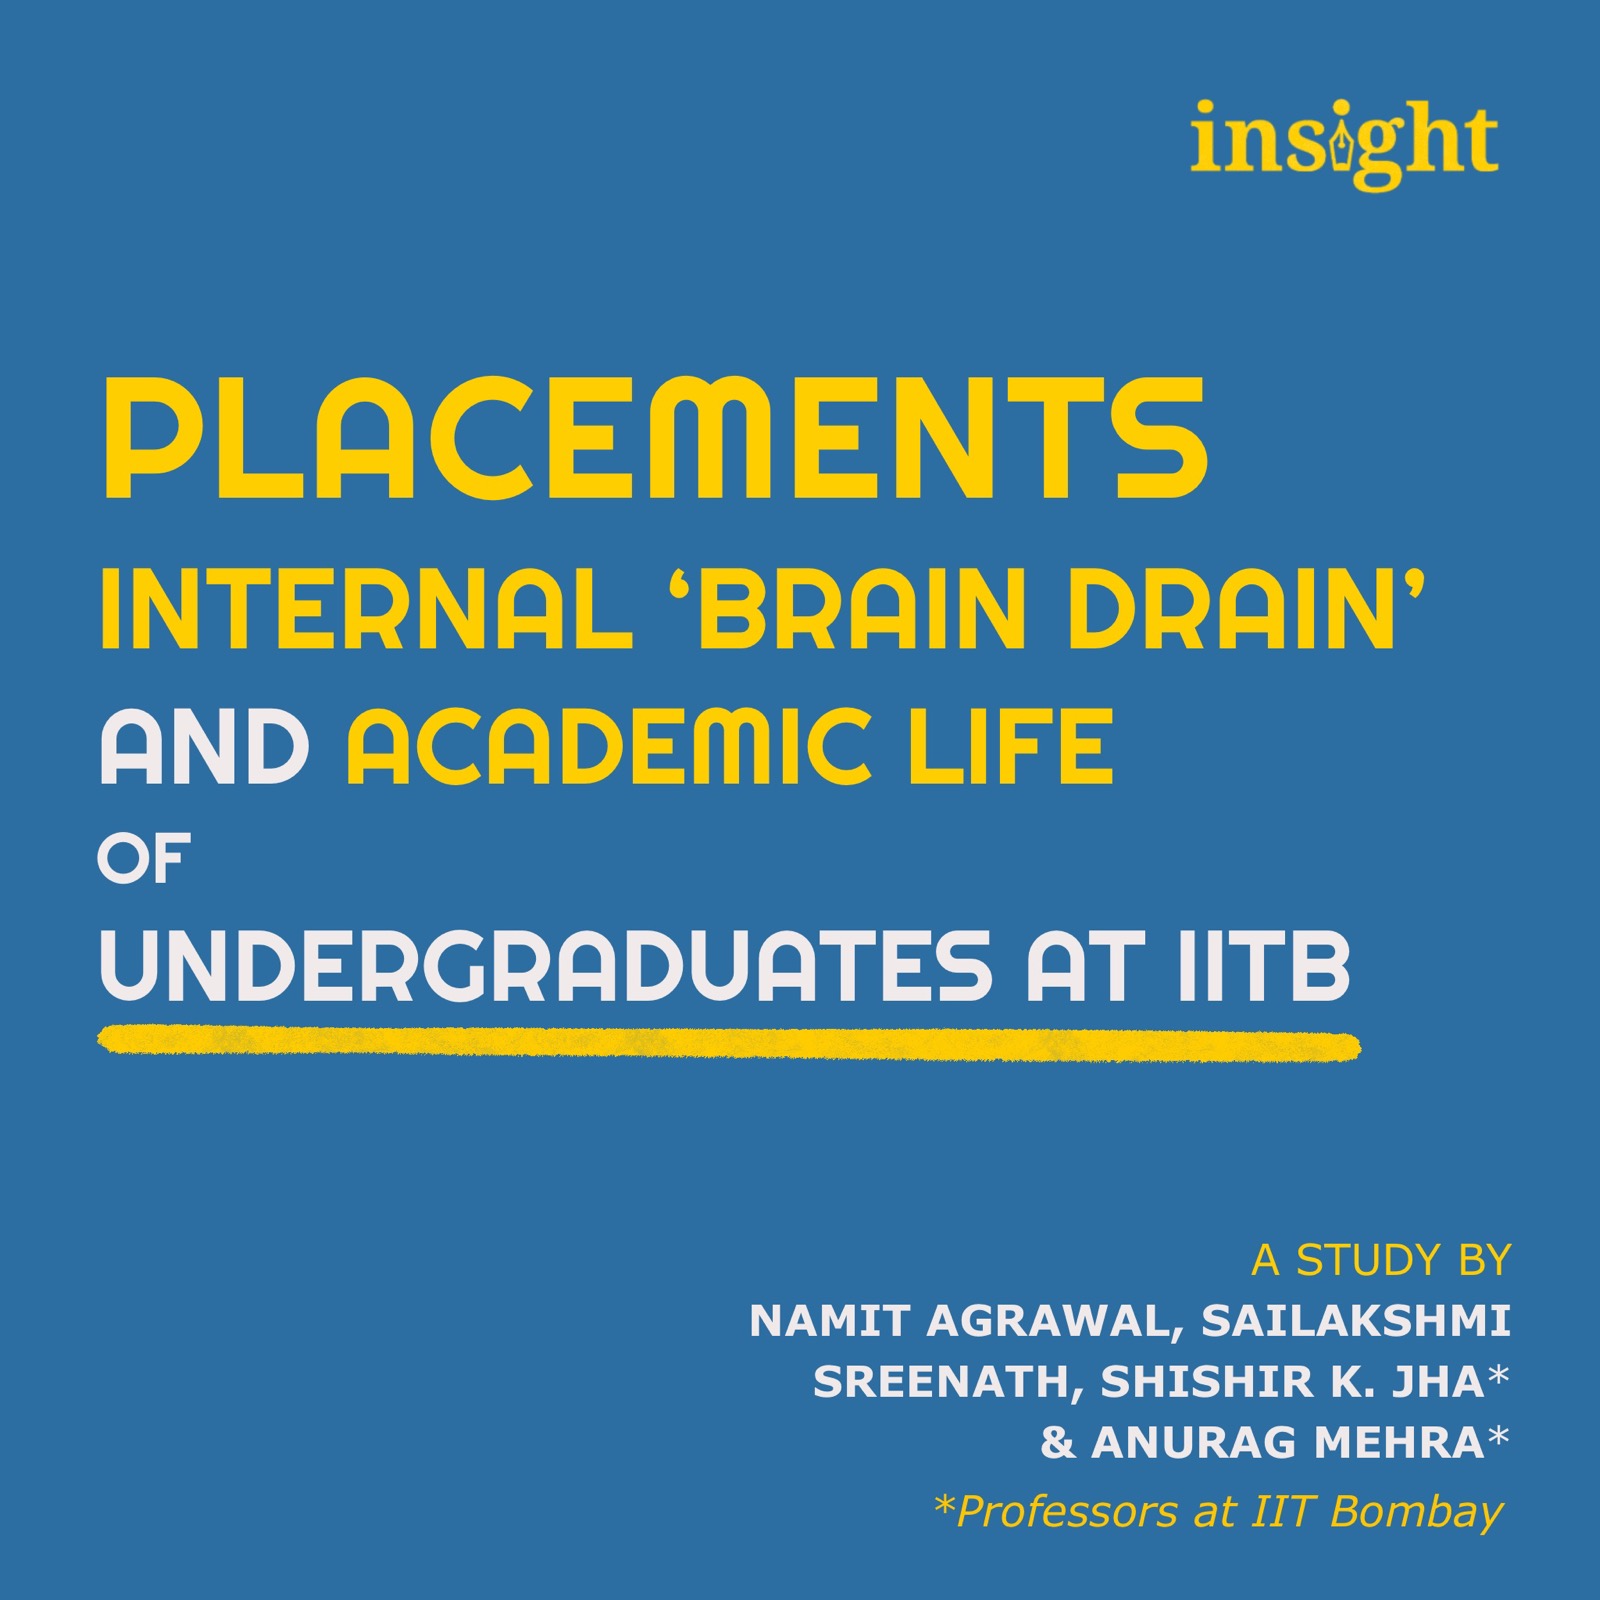 insight
PLACEMENTS
INTERNAL ‘BRAIN DRAIN’
AND ACADEMIC LIFE
OF
UNDERGRADUATES AT IITB
A STUDY BY
NAMIT AGRAWAL, SAILAKSHMI
SREENATH, SHISHIR K. JHA*
& ANURAG MEHRA*
*Professors at IIT Bombay